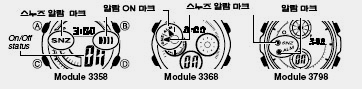 스누즈 알람 마크
알람 ON 마크
스누즈 알람 마크
알람 마크
A
B
On/Off
status
SNZ
SNZ
C
D
Module 3358
Module 3368
Module 3798